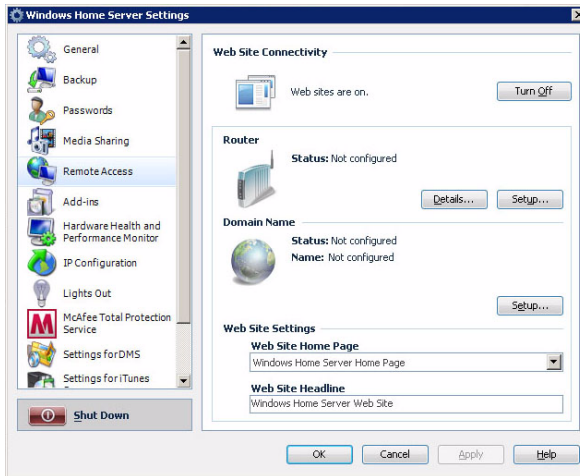 Windows Home Server Settings
General
Backup
Passwords
Media Sharing
Remote Access
Add-ins
Hardware Health and
Performance Monitor
IP Configuration
Lights Out
McAfee Total Protection
Service
Settings for DMS
Settings for iTunes
Shut Down
Web Site Connectivity
Web sites are on.
Turn Off
Router
Status: Not configured
Details...
Setup...
Domain Name
Status: Not configured
Name: Not configured
Setup...
Web Site Settings
Web Site Home Page
Windows Home Server Home Page
Web Site Headline
Windows Home Server Web Site
OK
Cancel
Apply
Help